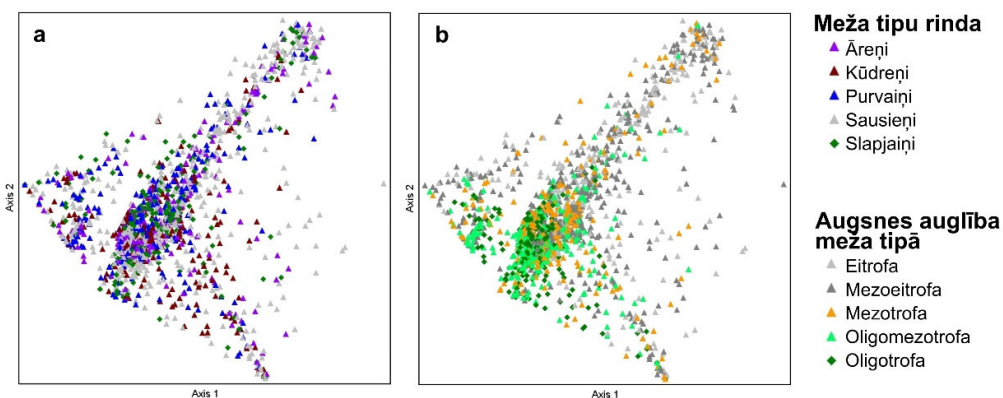 a
Axis 2
Axis 1
b
Axis 2
Axis 1
Meža tipu rinda
Āreņi
Kūdreņi
Purvaiņi
Sausieņi
Slapjaiņi
Augsnes auglība
meža tipā
Eitrofa
Mezoeitrofa
Mezotrofa
Oligomezotrofa
Oligotrofa